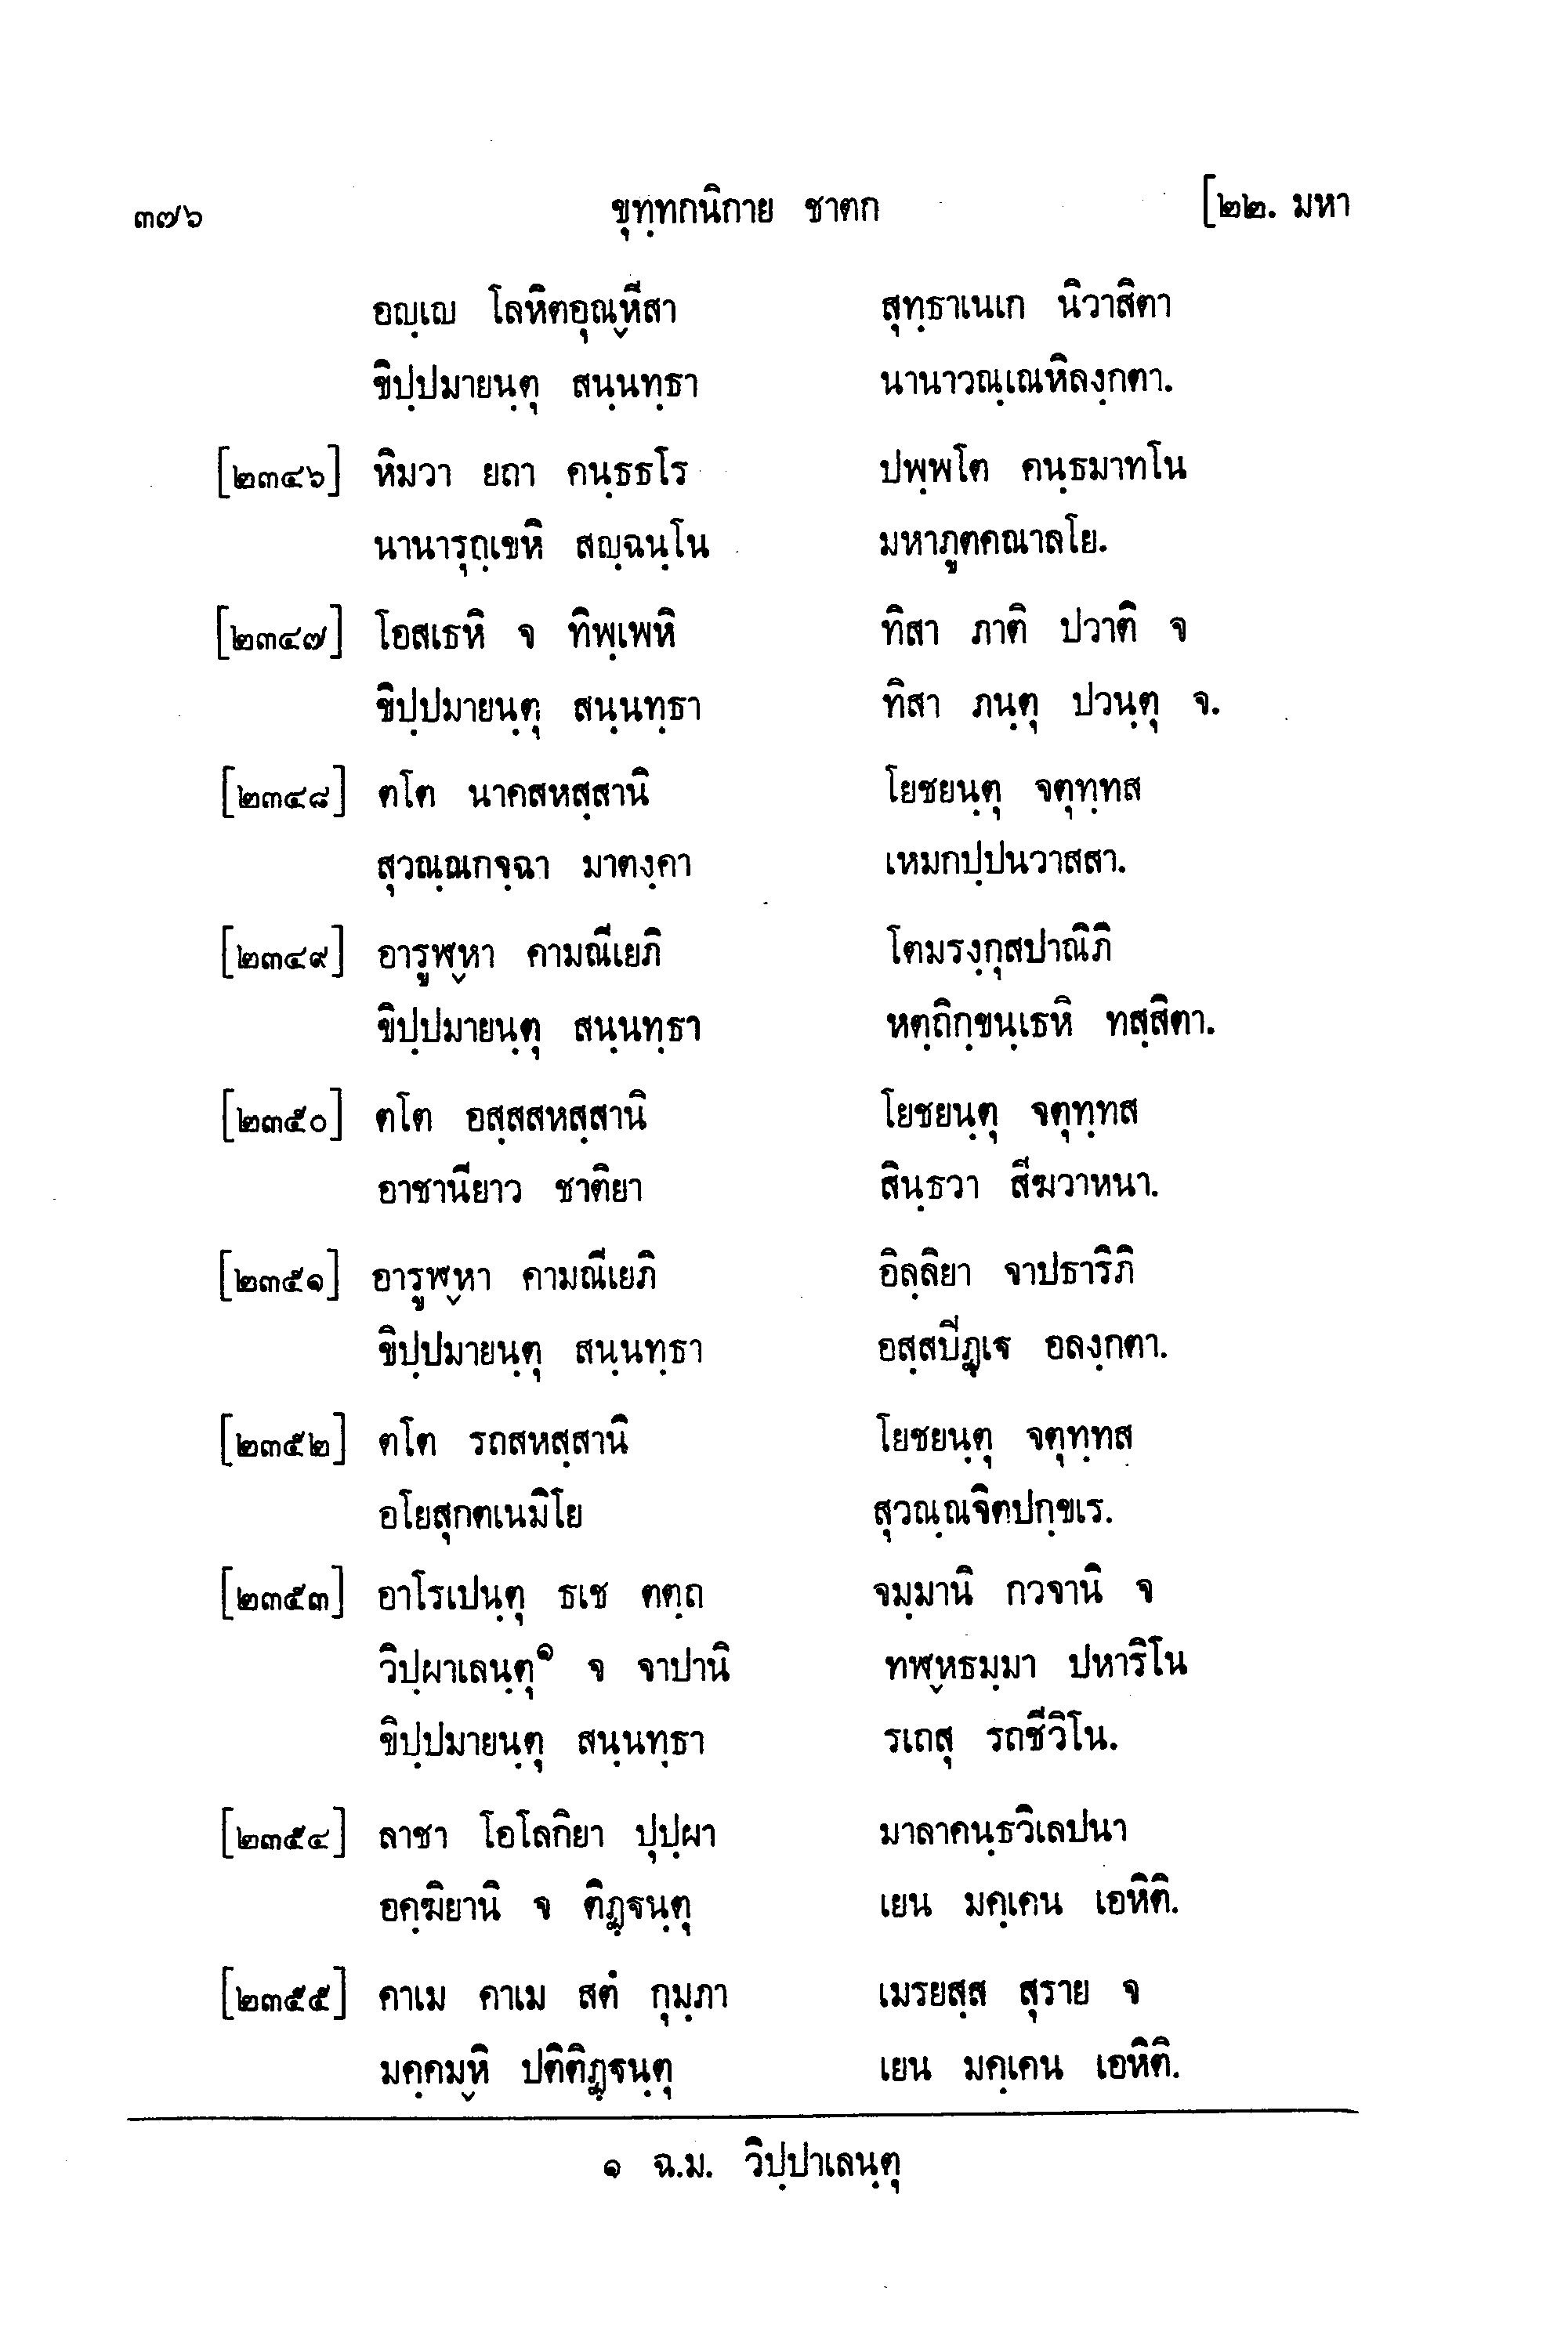 ๓๗๖ ขุทฺทกนิกาย ชาตก [๒๒. มหา
อญฺเญ โลหิตอุณฺหีสา สุทฺธาเนเก นิวาสิตา
ขิปฺปมายนฺตุ สนฺนทฺธา นานาวณฺเณหิลงฺกตา.
[๒๓๔๖] หิมวา ยถา คนฺธธโร ปพฺพโต คนฺธมาทโน
นานารุกฺเขหิ สญฺฉนฺโน มหาภูตคณาลโย.
[๒๓๔๗] โอสเธหิ จ ทิพฺเพหิ ทิสา ภาติ ปวาติ จ
ขิปฺปมายนฺตุ สนฺนทฺธา ทิสา ภนฺตุ ปวนฺตุ จ.
[๒๓๔๘] ตโต นาคสหสฺสานิ โยชยนฺตุ จตุทฺทส
สุวณฺณกจฺฉา มาตงฺคา เหมกปฺปนวาสสา.
[๒๓๔๙] อารูฬฺหา คามณีเยภิ โตมรงฺกุสปาณิภิ
ขิปฺปมายนฺตุ สนฺนทฺธา หตฺถิกฺขนฺเธหิ ทสฺสิตา.
[๒๓๕๐] ตโต อสฺสสหสฺสานิ โยชยนฺตุ จตุทฺทส
อาชานียาว ชาติยา สินฺธวา สีฆวาหนา.
[๒๓๕๑] อารูฬฺหา คามณีเยภิ อิลฺลิยา จาปธาริภิ
ขิปฺปมายนฺตุ สนฺนทฺธา อสฺสปีฏฺเฐ อลงฺกตา.
[๒๓๕๒] ตโต รถสหสฺสานิ โยชยนฺตุ จตุทฺทส
อโยสุกตเนมิโย สุวณฺณจิตปกฺขเร.
[๒๓๕๓] อาโรเปนฺตุ ธเช ตตฺถ จมฺมานิ กวจานิ จ
วิปฺผาเลนฺตุ๑ จ จาปานิ ทฬฺหธมฺมา ปหาริโน
ขิปฺปมายนฺตุ สนฺนทฺธา รเถสุ รถชีวิโน.
[๒๓๕๔] ลาชา โอโลกิยา ปุปฺผา มาลาคนฺธวิเลปนา
อคฺฆิยานิ จ ติฏฺฐนฺตุ เยน มคฺเคน เอหิติ.
[๒๓๕๕] คาเม คาเม สตํ กุมฺภา เมรยสฺส สุราย จ
มคฺคมฺหิ ปติติฏฺฐนฺตุ เยน มคฺเคน เอหิติ.
๑ ฉ.ม. วิปฺปาเลนฺตุ